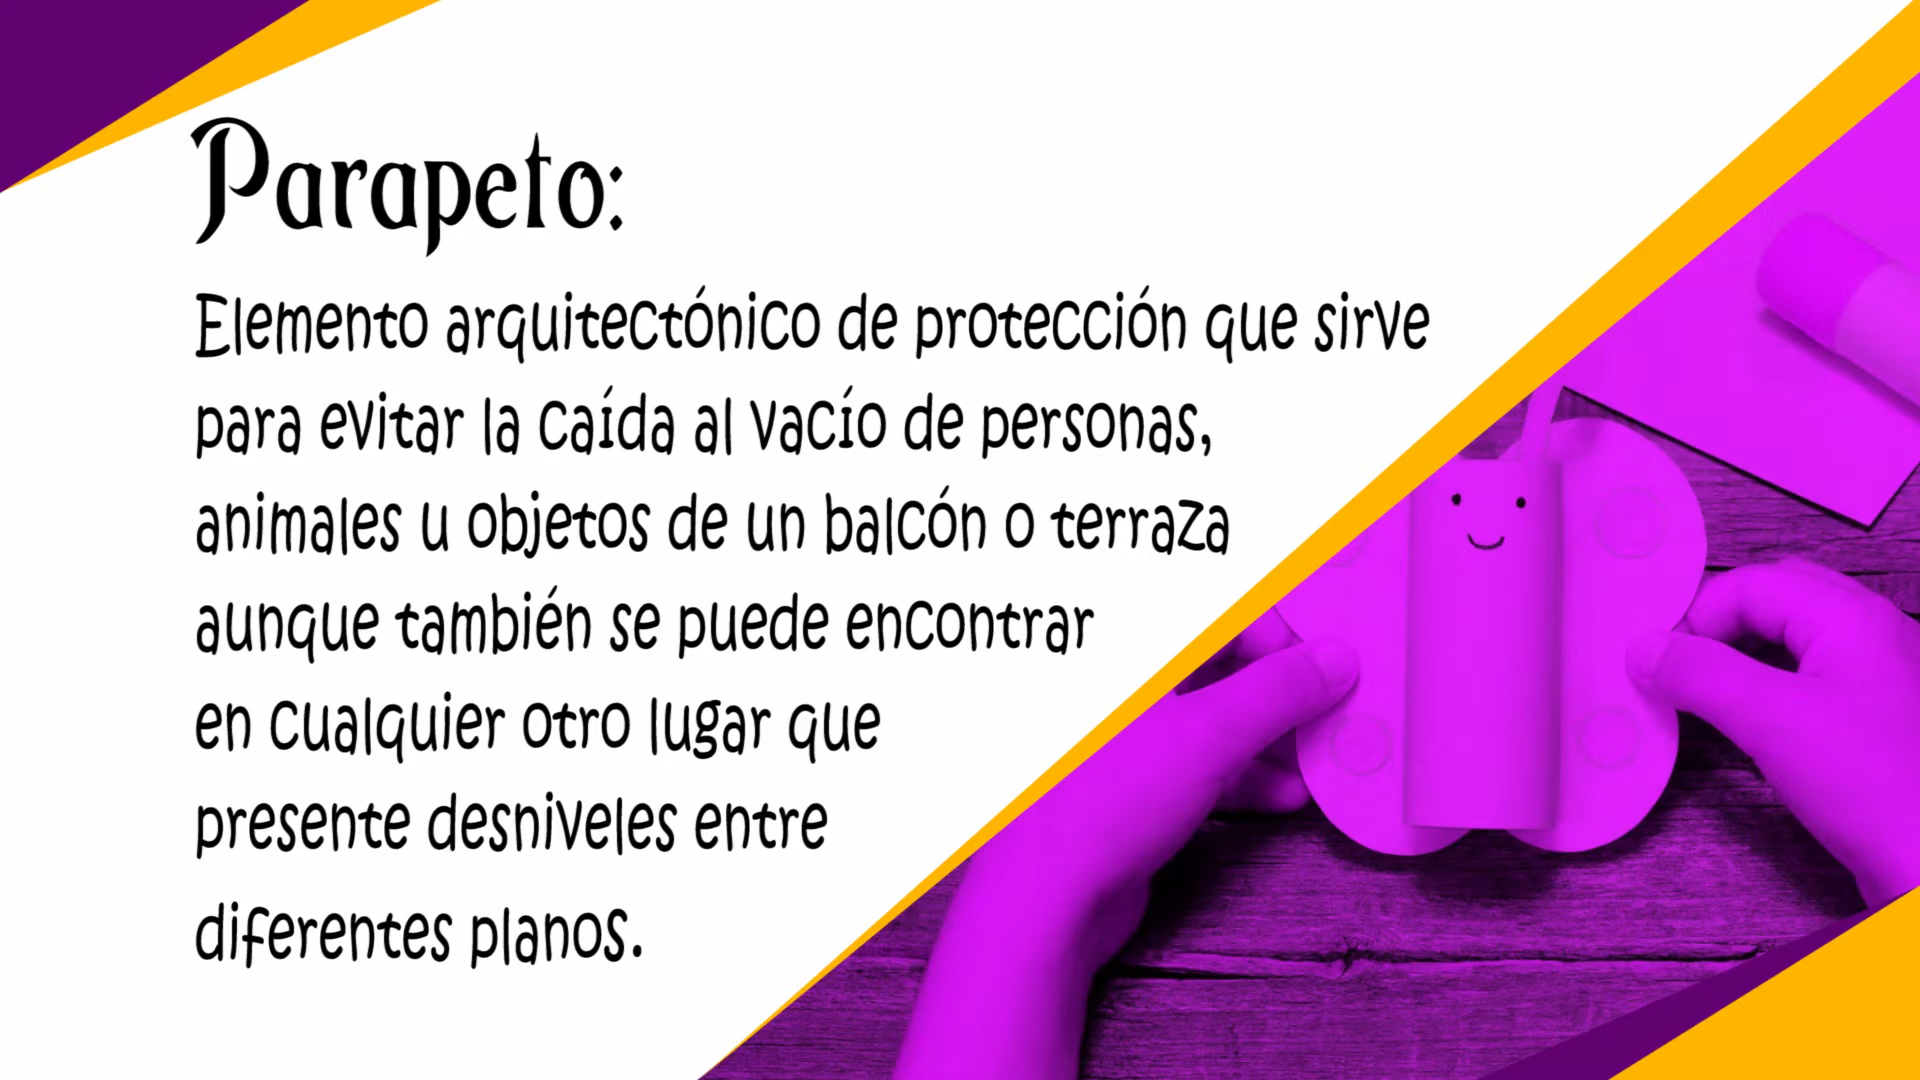 Parapeto:
Elemento arquitectónico de protección que sirve
para evitar la caída al vacío de personas,
animales u objetos de un balcón o terraza
aunque también se puede encontrar
en cualquier otro lugar que
presente desniveles entre
diferentes planos.